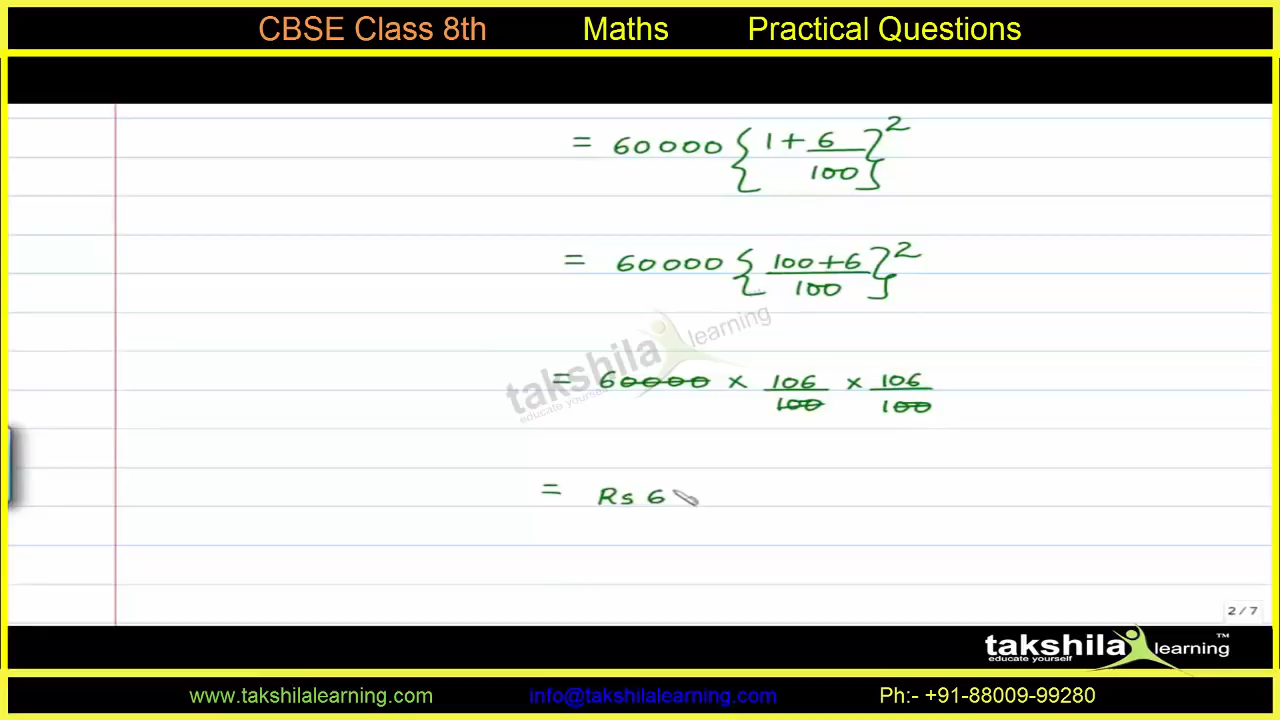 CBSE Class 8th Maths Practical Questions
= 60000 { 1 + 6/100 }²
= 60000 { 100+6/100 }²
takshila learning
educate yourself
= 60000 × 106/100 × 106/100
= Rs 6
2 / 7
takshila learning™
educate yourself
www.takshilalearning.com info@takshilalearning.com Ph:- +91-88009-99280